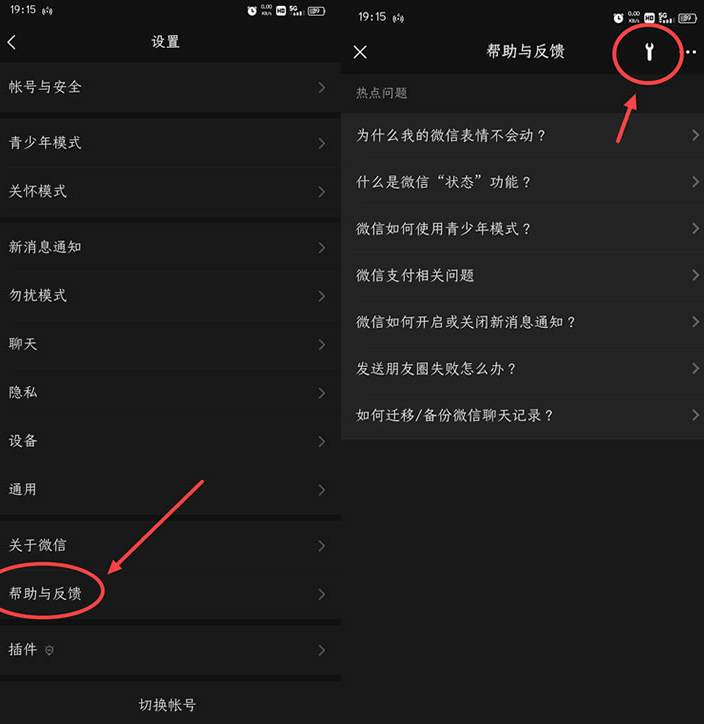 19:15
0.00
KB/s
HD
5G
设置
帐号与安全
青少年模式
关怀模式
新消息通知
勿扰模式
聊天
隐私
设备
通用
关于微信
帮助与反馈
插件
切换帐号
19:15
0.00
KB/s
HD
5G
帮助与反馈
热点问题
为什么我的微信表情不会动？
什么是微信“状态”功能？
微信如何使用青少年模式？
微信支付相关问题
微信如何开启或关闭新消息通知？
发送朋友圈失败怎么办？
如何迁移/备份微信聊天记录？